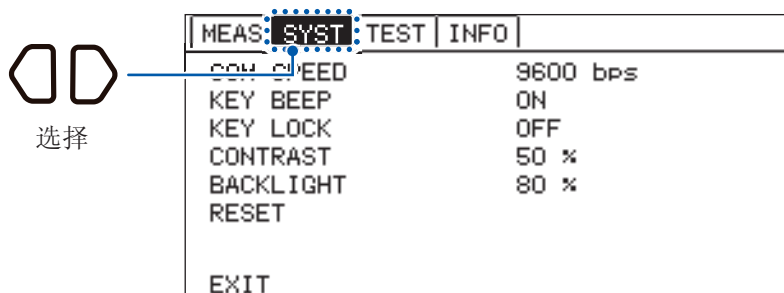 MEAS SYST TEST INFO
COM SPEED 9600 bps
选择
KEY BEEP ON
KEY LOCK OFF
CONTRAST 50 %
BACKLIGHT 80 %
RESET
EXIT